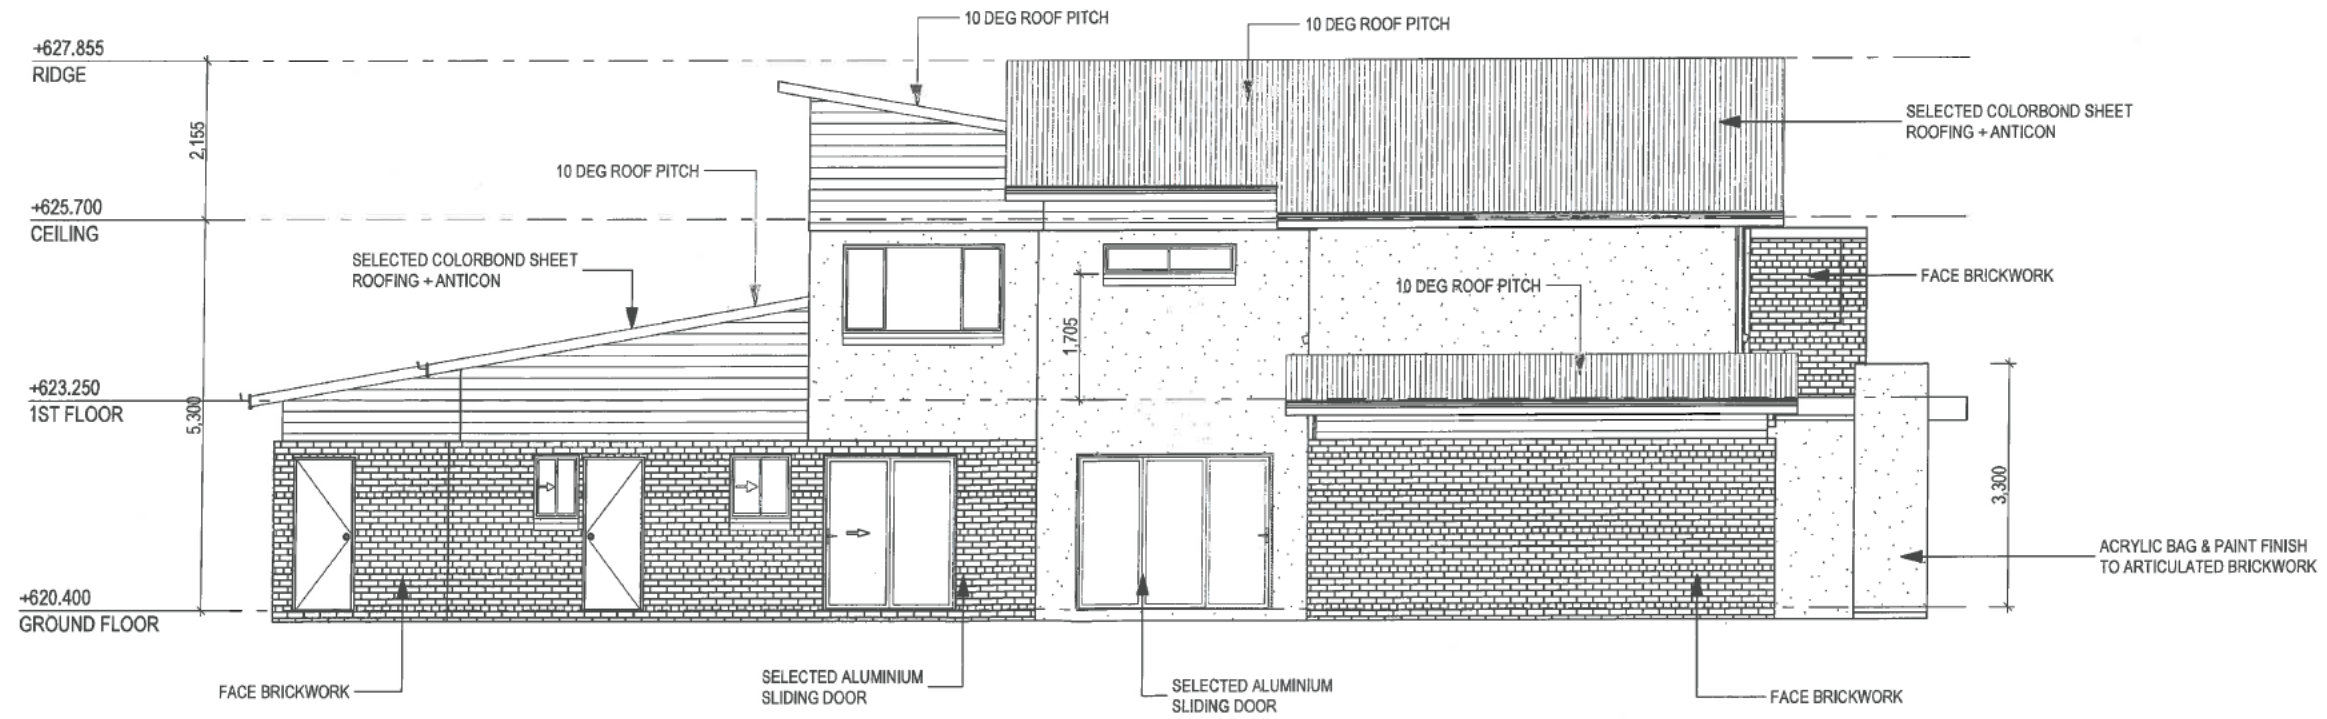 10 DEG ROOF PITCH
10 DEG ROOF PITCH
+627.855
RIDGE
SELECTED COLORBOND SHEET
ROOFING + ANTICON
2,155
10 DEG ROOF PITCH
+625.700
CEILING
SELECTED COLORBOND SHEET
ROOFING + ANTICON
FACE BRICKWORK
10 DEG ROOF PITCH
1,705
+623.250
1ST FLOOR
5,300
3,300
ACRYLIC BAG & PAINT FINISH
TO ARTICULATED BRICKWORK
+620.400
GROUND FLOOR
FACE BRICKWORK
SELECTED ALUMINIUM
SLIDING DOOR
SELECTED ALUMINIUM
SLIDING DOOR
FACE BRICKWORK